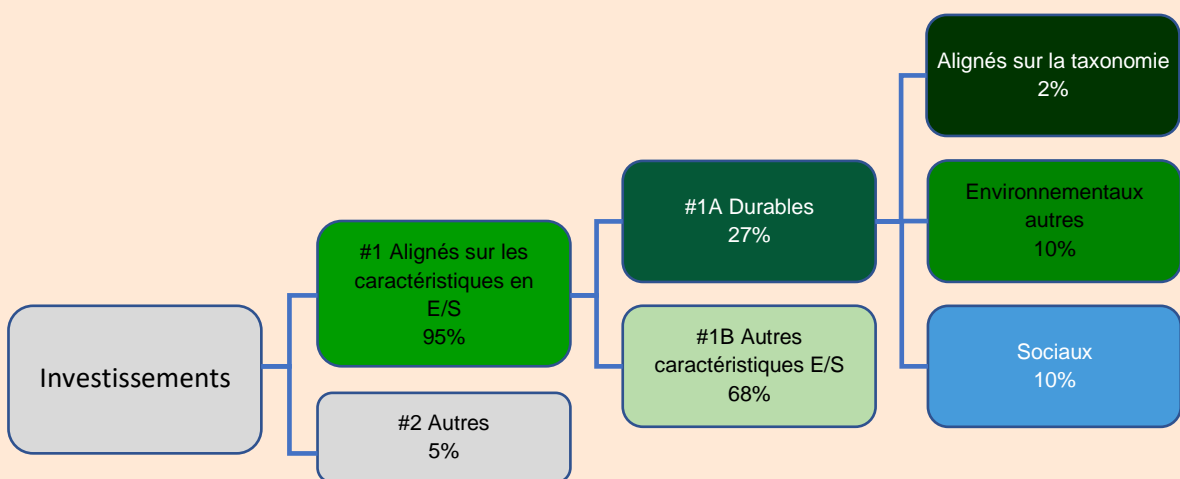 Investissements
#1 Alignés sur les
caractéristiques en
E/S
95%
#2 Autres
5%
#1A Durables
27%
#1B Autres
caractéristiques E/S
68%
Alignés sur la taxonomie
2%
Environnementaux
autres
10%
Sociaux
10%